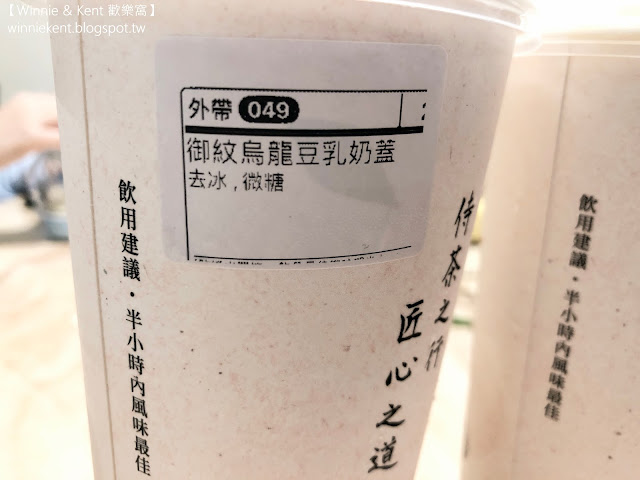 【Winnie & Kent 歡樂窩】
winniekent.blogspot.tw
外帶 049
御紋烏龍豆乳奶蓋
去冰,微糖
飲用建議·半小時內風味最佳
侍茶之行
匠心之道
飲用建議·半小時內風味最佳